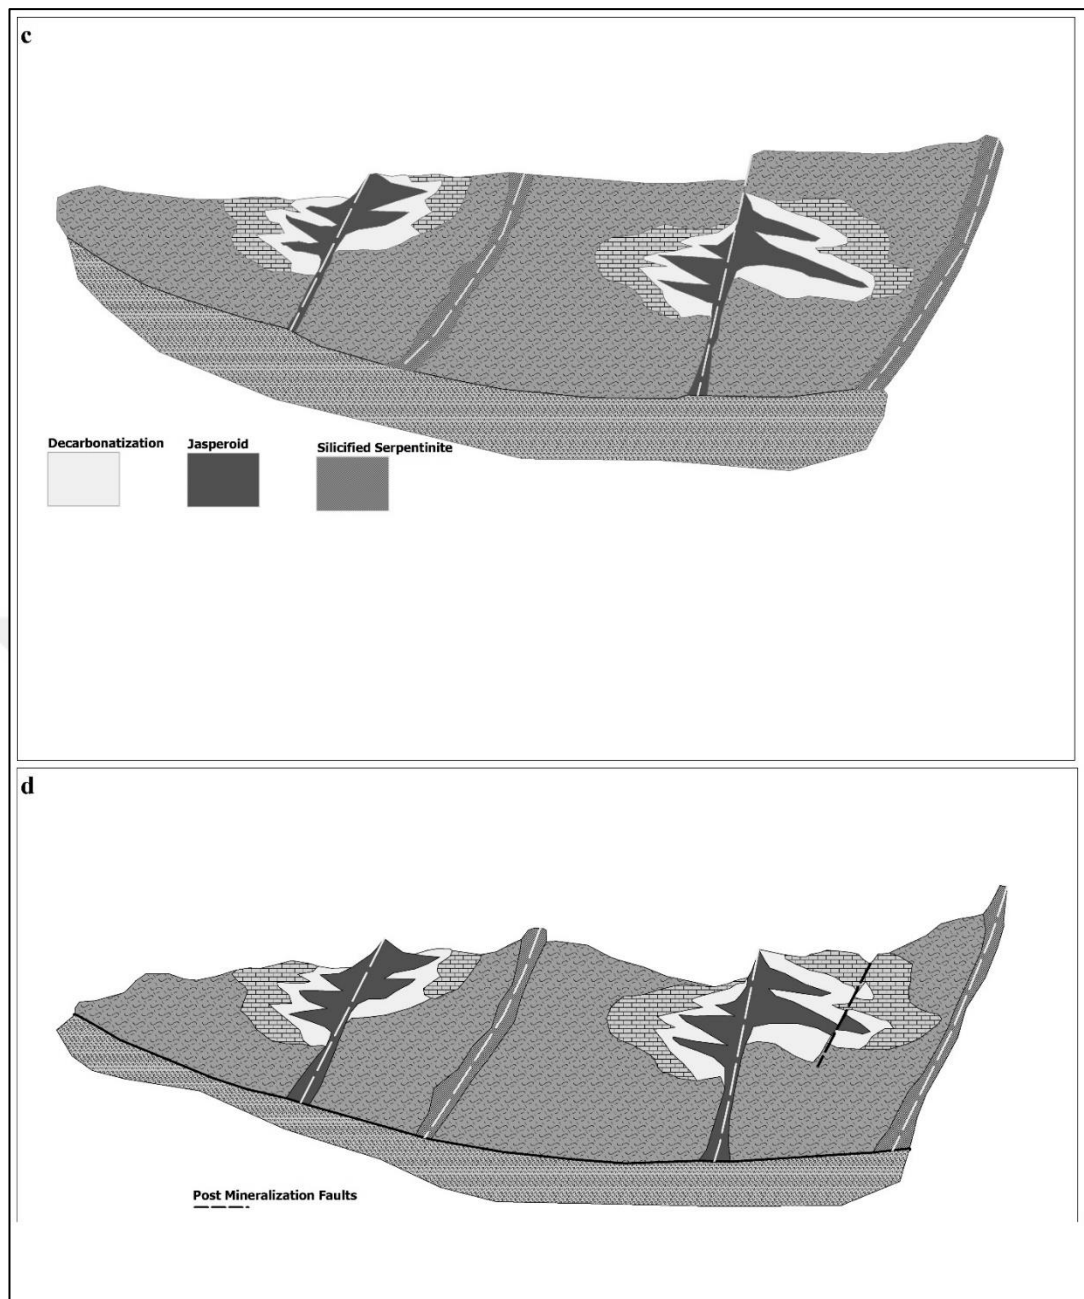 c
Decarbonatization Jasperoid Silicified Serpentinite
d
Post Mineralization Faults